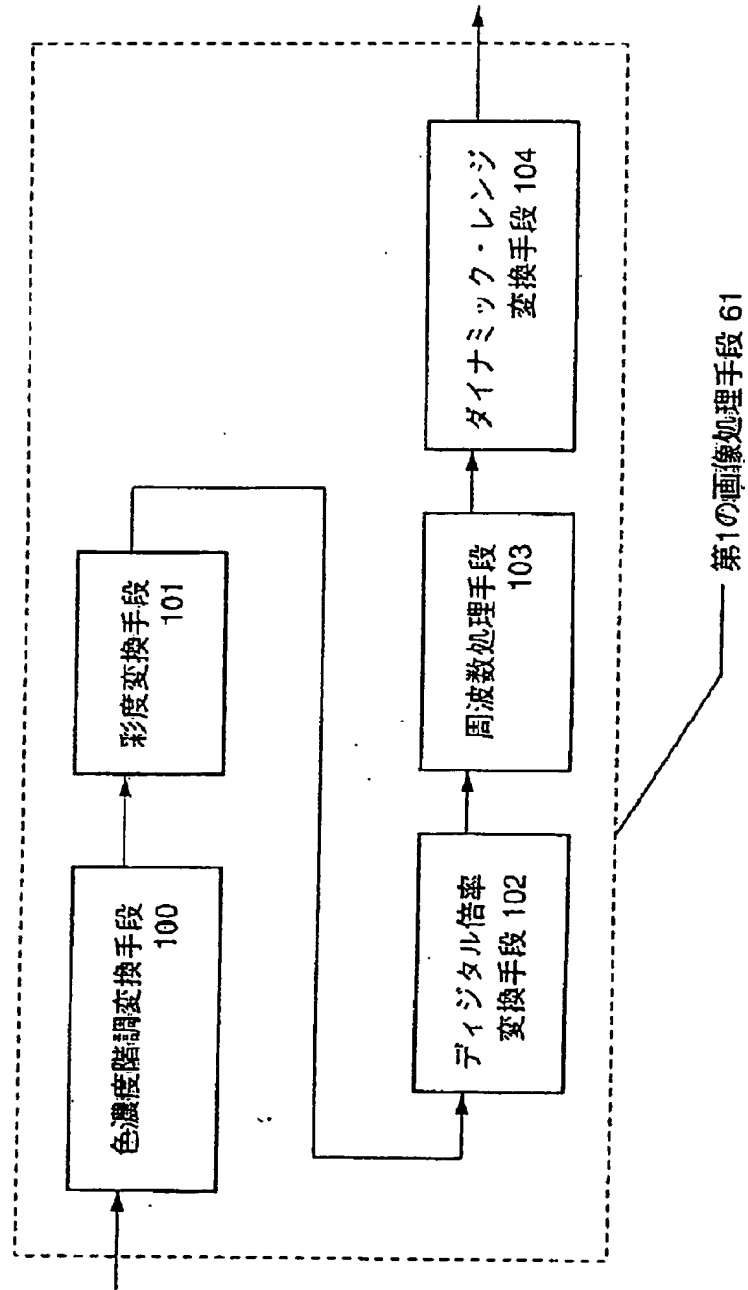 色濃度階調変換手段
100
彩度変換手段
101
ディジタル倍率
変換手段 102
周波数処理手段
103
ダイナミック・レンジ
変換手段 104
第1の画像処理手段 61